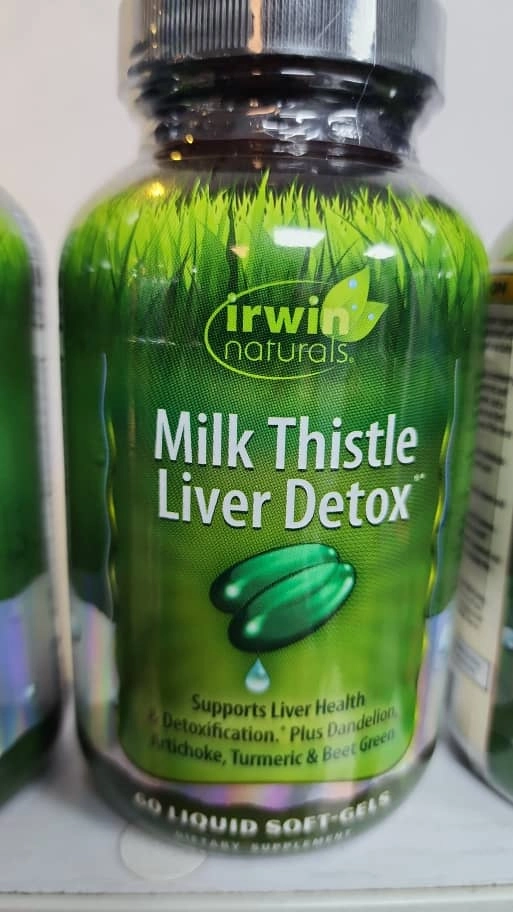 irwin
naturals®
Milk Thistle
Liver Detox
Supports Liver Health
& Detoxification.* Plus Dandelion,
Artichoke, Turmeric & Beet Green
60 LIQUID SOFT-GELS
DIETARY SUPPLEMENT